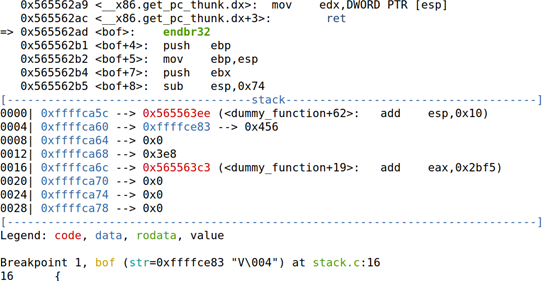 0x565562a9 <__x86.get_pc_thunk.dx>:  mov    edx,DWORD PTR [esp]
0x565562ac <__x86.get_pc_thunk.dx+3>:        ret
=> 0x565562ad <bof>:    endbr32
0x565562b1 <bof+4>:  push   ebp
0x565562b2 <bof+5>:  mov    ebp,esp
0x565562b4 <bof+7>:  push   ebx
0x565562b5 <bof+8>:  sub    esp,0x74
[------------------------------------stack-------------------------------------]
0000| 0xffffca5c --> 0x565563ee (<dummy_function+62>:   add    esp,0x10)
0004| 0xffffca60 --> 0xffffce83 --> 0x456
0008| 0xffffca64 --> 0x0
0012| 0xffffca68 --> 0x3e8
0016| 0xffffca6c --> 0x565563c3 (<dummy_function+19>:   add    eax,0x2bf5)
0020| 0xffffca70 --> 0x0
0024| 0xffffca74 --> 0x0
0028| 0xffffca78 --> 0x0
[------------------------------------------------------------------------------]
Legend: code, data, rodata, value

Breakpoint 1, bof (str=0xffffce83 "V\004") at stack.c:16
16      {